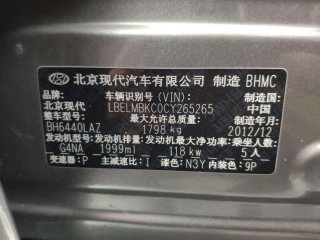 北京现代汽车有限公司 制造 BHMC
品牌: 车辆识别号(VIN): 制造国:
北京现代 LBELMBKC0CY265265 中国
整车型号: 最大允许总质量: 制造年月:
BH6440LAZ 1798 kg 2012/12
发动机型号: 发动机排量: 发动机最大净功率: 乘坐人数:
G4NA 1999ml 118 kw 5人
变速器: P 主减速比: I 漆色: N3Y 内装色: 9P